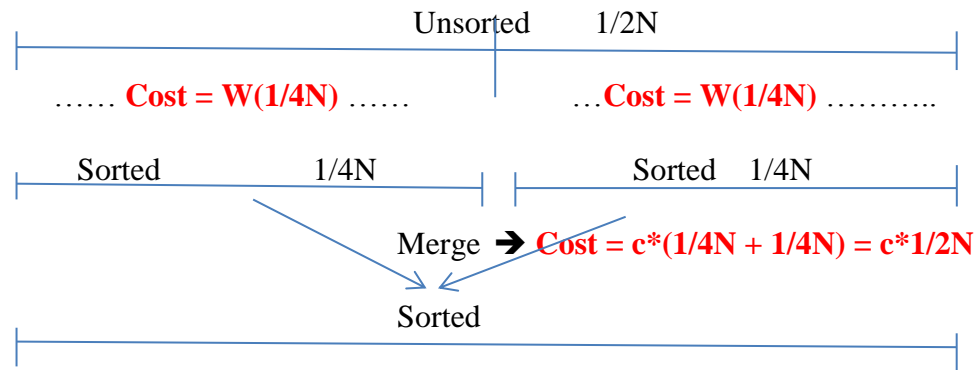 Unsorted 1/2N
…… Cost = W(1/4N) …… …Cost = W(1/4N) ………..
Sorted 1/4N Sorted 1/4N
Merge ➔ Cost = c*(1/4N + 1/4N) = c*1/2N
Sorted